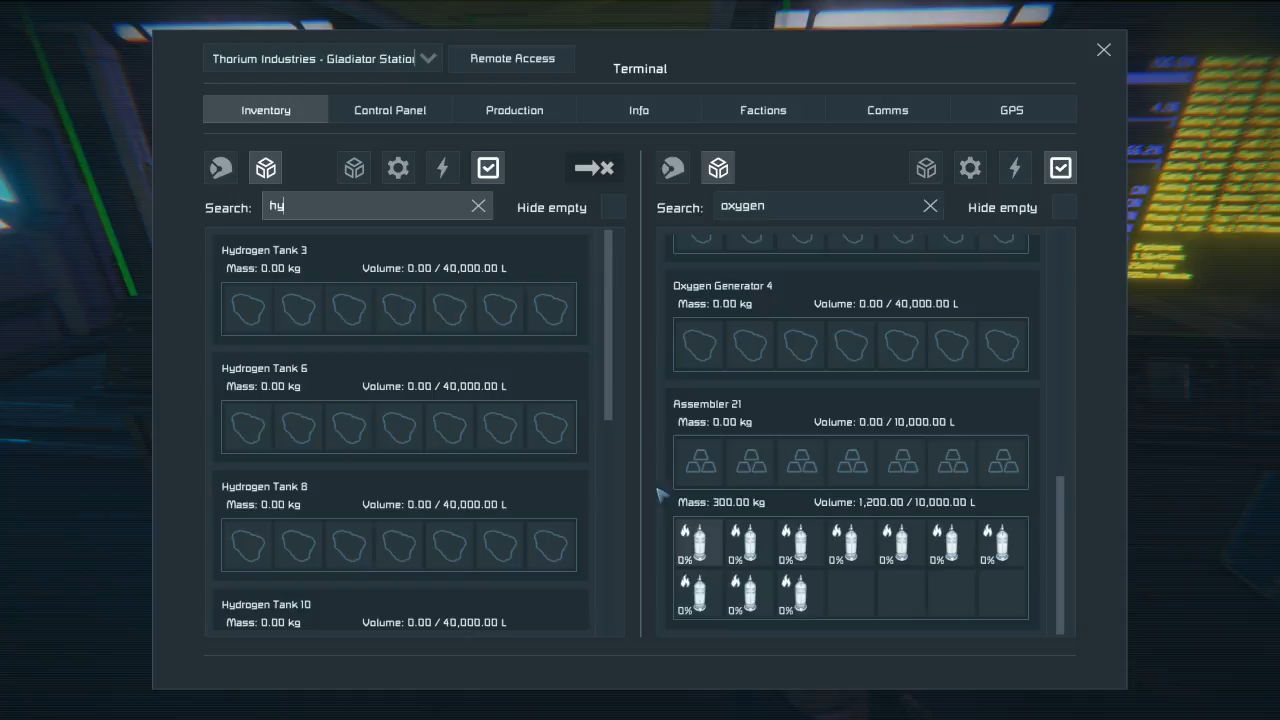 Thorium Industries - Gladiator Station
Remote Access
Terminal
Inventory
Control Panel
Production
Info
Factions
Comms
GPS
Search: hy
Hide empty
Search: oxygen
Hide empty
Hydrogen Tank 3
Mass: 0.00 kg Volume: 0.00 / 40,000.00 L
Hydrogen Tank 6
Mass: 0.00 kg Volume: 0.00 / 40,000.00 L
Hydrogen Tank 8
Mass: 0.00 kg Volume: 0.00 / 40,000.00 L
Hydrogen Tank 10
Mass: 0.00 kg Volume: 0.00 / 40,000.00 L
Oxygen Generator 4
Mass: 0.00 kg Volume: 0.00 / 40,000.00 L
Assembler 21
Mass: 0.00 kg Volume: 0.00 / 10,000.00 L
Mass: 300.00 kg Volume: 1,200.00 / 10,000.00 L
0% 0% 0% 0% 0% 0% 0%
0% 0% 0%